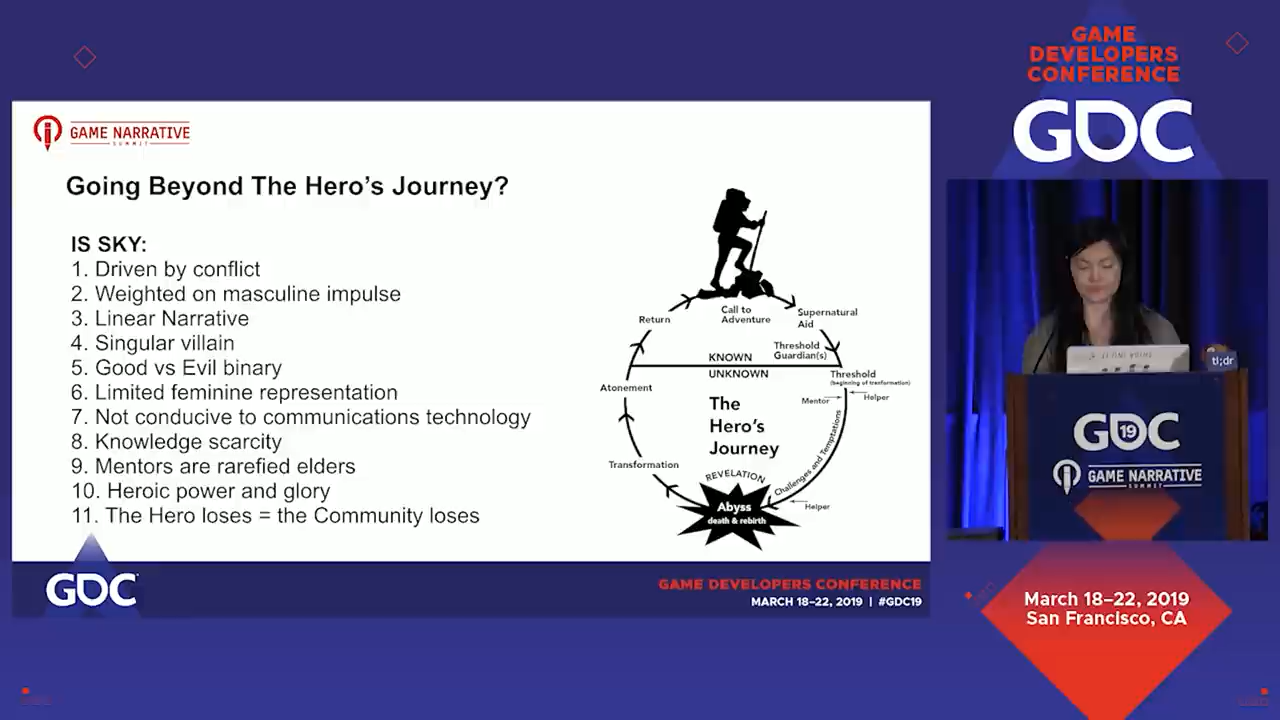 GAME
DEVELOPERS
CONFERENCE
GDC
GAME NARRATIVE
SUMMIT
Going Beyond The Hero's Journey?
IS SKY:
1. Driven by conflict
2. Weighted on masculine impulse
3. Linear Narrative
4. Singular villain
5. Good vs Evil binary
6. Limited feminine representation
7. Not conducive to communications technology
8. Knowledge scarcity
9. Mentors are rarefied elders
10. Heroic power and glory
11. The Hero loses = the Community loses
Call to
Adventure
Supernatural
Aid
Return
Threshold
Guardian(s)
KNOWN
UNKNOWN
Threshold
(beginning of tranformation)
Atonement
Mentor
Helper
The
Hero's
Journey
Challenges and Temptations
Transformation
REVELATION
Abyss
death & rebirth
Helper
GDC
GAME DEVELOPERS CONFERENCE
MARCH 18–22, 2019 | #GDC19
tl;dr
GDC
19
GAME NARRATIVE
SUMMIT
March 18–22, 2019
San Francisco, CA